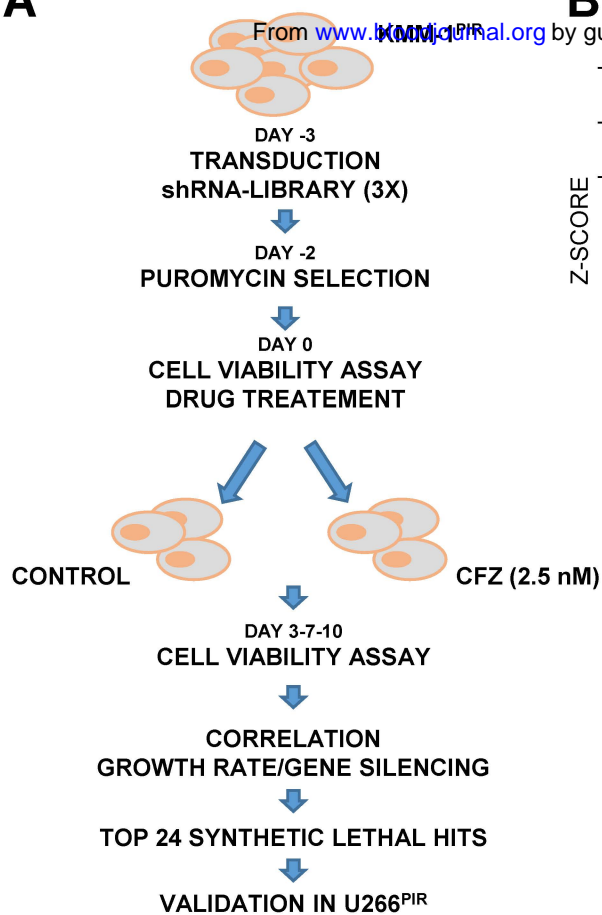 A
B
From www.bloodjournal.org by gu
KMM-1PIR
DAY -3
TRANSDUCTION
shRNA-LIBRARY (3X)
DAY -2
PUROMYCIN SELECTION
DAY 0
CELL VIABILITY ASSAY
DRUG TREATEMENT
CONTROL
CFZ (2.5 nM)
DAY 3-7-10
CELL VIABILITY ASSAY
CORRELATION
GROWTH RATE/GENE SILENCING
TOP 24 SYNTHETIC LETHAL HITS
VALIDATION IN U266PIR
Z-SCORE